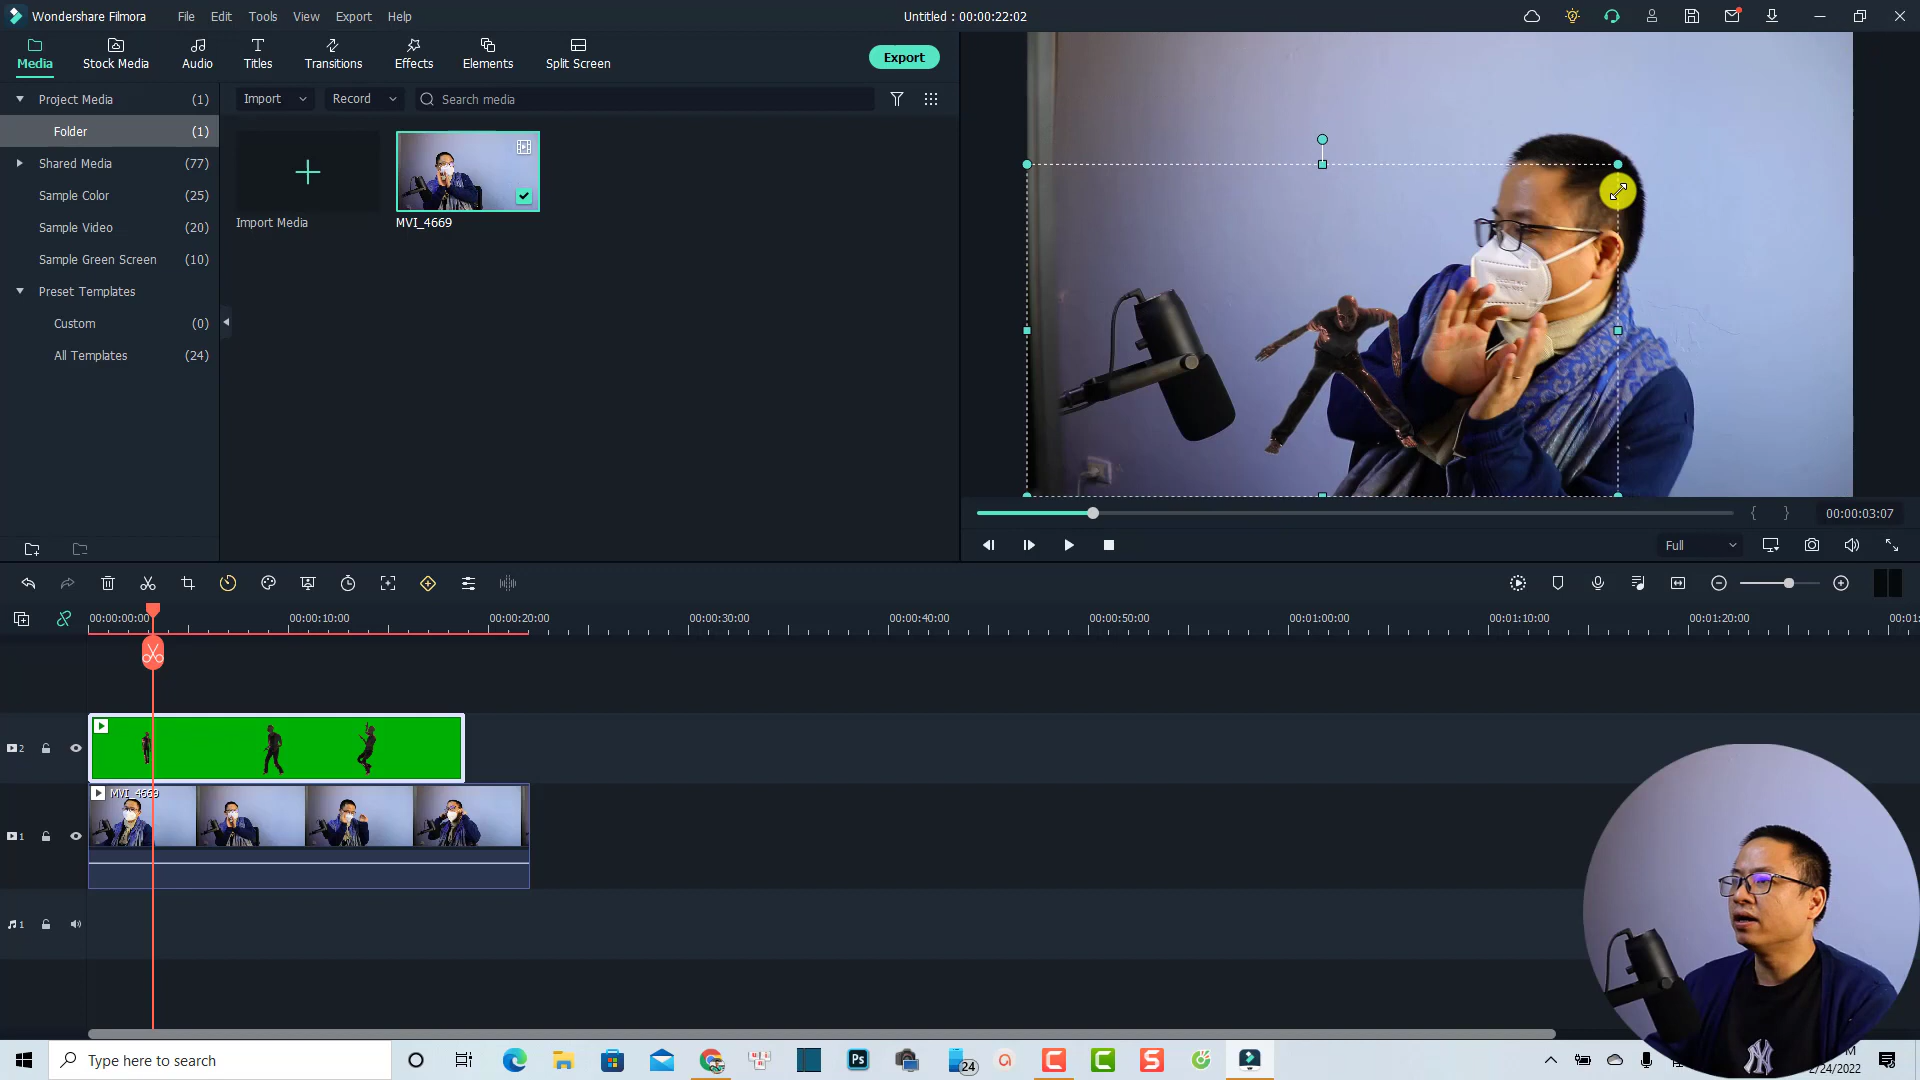 Wondershare Filmora File Edit Tools View Export Help Untitled : 00:00:22:02
Media Stock Media Audio Titles Transitions Effects Elements Split Screen Export
Project Media (1)
Folder (1)
Shared Media (77)
Sample Color (25)
Sample Video (20)
Sample Green Screen (10)
Preset Templates
Custom (0)
All Templates (24)
Import Record Search media
Import Media MVI_4669
00:00:03:07
Full
00:00:00:00 00:00:10:00 00:00:20:00 00:00:30:00 00:00:40:00 00:00:50:00 00:01:00:00 00:01:10:00 00:01:20:00 00:01:
2
MVI_4669
1
1
Type here to search
Ps
24
C
C
S
M
2/24/2022